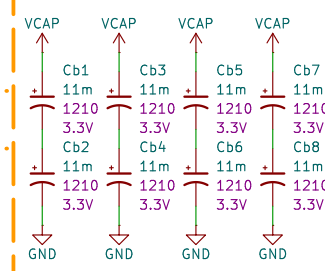 VCAP VCAP VCAP VCAP
Cb1 Cb3 Cb5 Cb7
11m 11m 11m 11m
1210 1210 1210 1210
3.3V 3.3V 3.3V 3.3V
Cb2 Cb4 Cb6 Cb8
11m 11m 11m 11m
1210 1210 1210 1210
3.3V 3.3V 3.3V 3.3V
GND GND GND GND